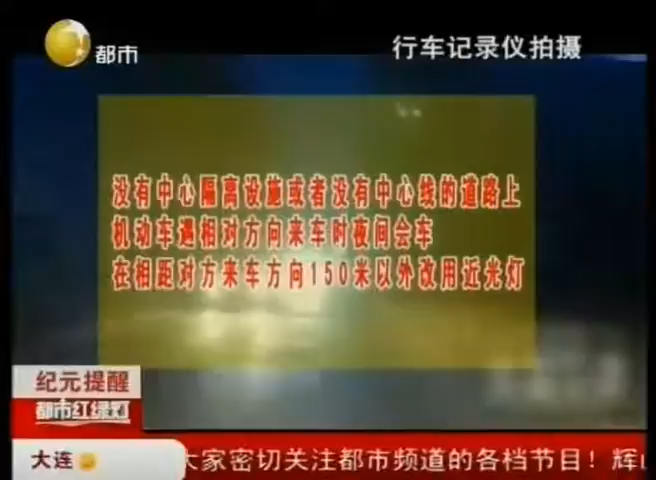 都市
行车记录仪拍摄
没有中心隔离设施或者没有中心线的道路上
机动车遇相对方向来车时夜间会车
在相距对方来车方向150米以外改用近光灯
纪元提醒
都市红绿灯
大连
大家密切关注都市频道的各档节目！辉山